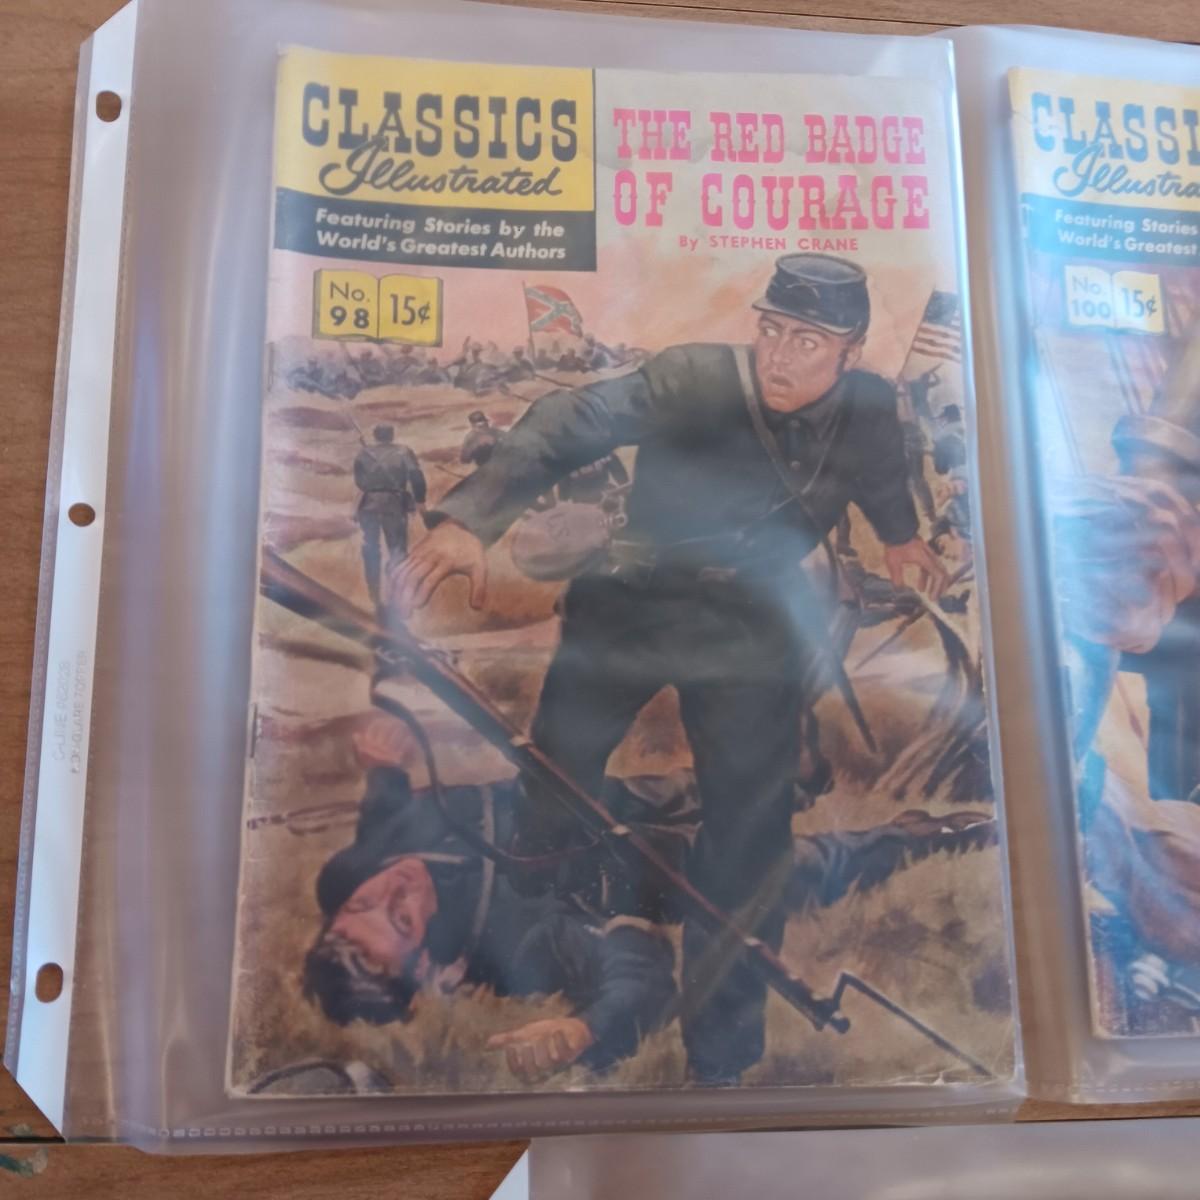 CLASSICS
Illustrated
Featuring Stories by the
World's Greatest Authors
No.
98
15¢
THE RED BADGE
OF COURAGE
By STEPHEN CRANE
CLASSI
Illustra
Featuring Stories
World's Greatest
No.
100
15¢